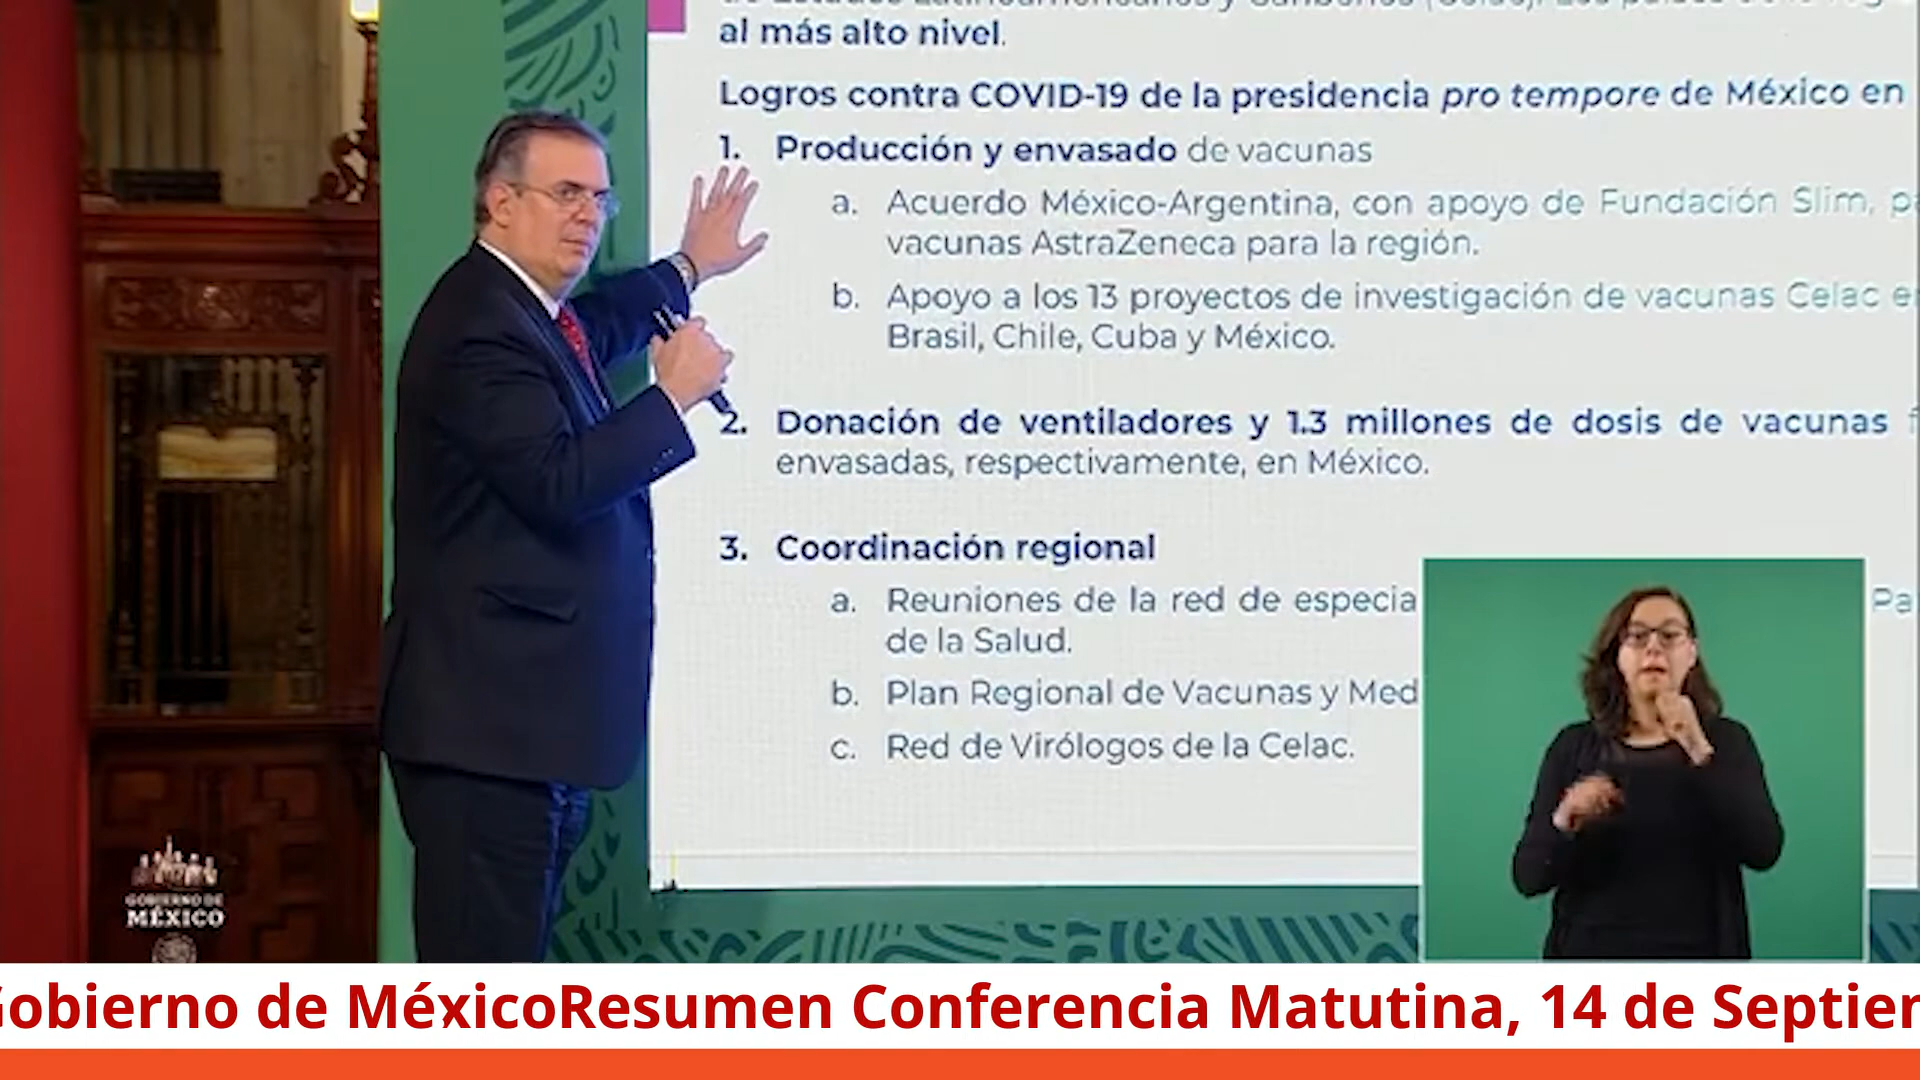 al más alto nivel.
Logros contra COVID-19 de la presidencia pro tempore de México en
1. Producción y envasado de vacunas
a. Acuerdo México-Argentina, con apoyo de Fundación Slim,
vacunas AstraZeneca para la región.
b. Apoyo a los 13 proyectos de investigación de vacunas Celac
Brasil, Chile, Cuba y México.
2. Donación de ventiladores y 1.3 millones de dosis de vacunas
envasadas, respectivamente, en México.
3. Coordinación regional
a. Reuniones de la red de especia
de la Salud.
b. Plan Regional de Vacunas y Med
c. Red de Virólogos de la Celac.
GOBIERNO DE
MÉXICO
Gobierno de MéxicoResumen Conferencia Matutina, 14 de Septiem